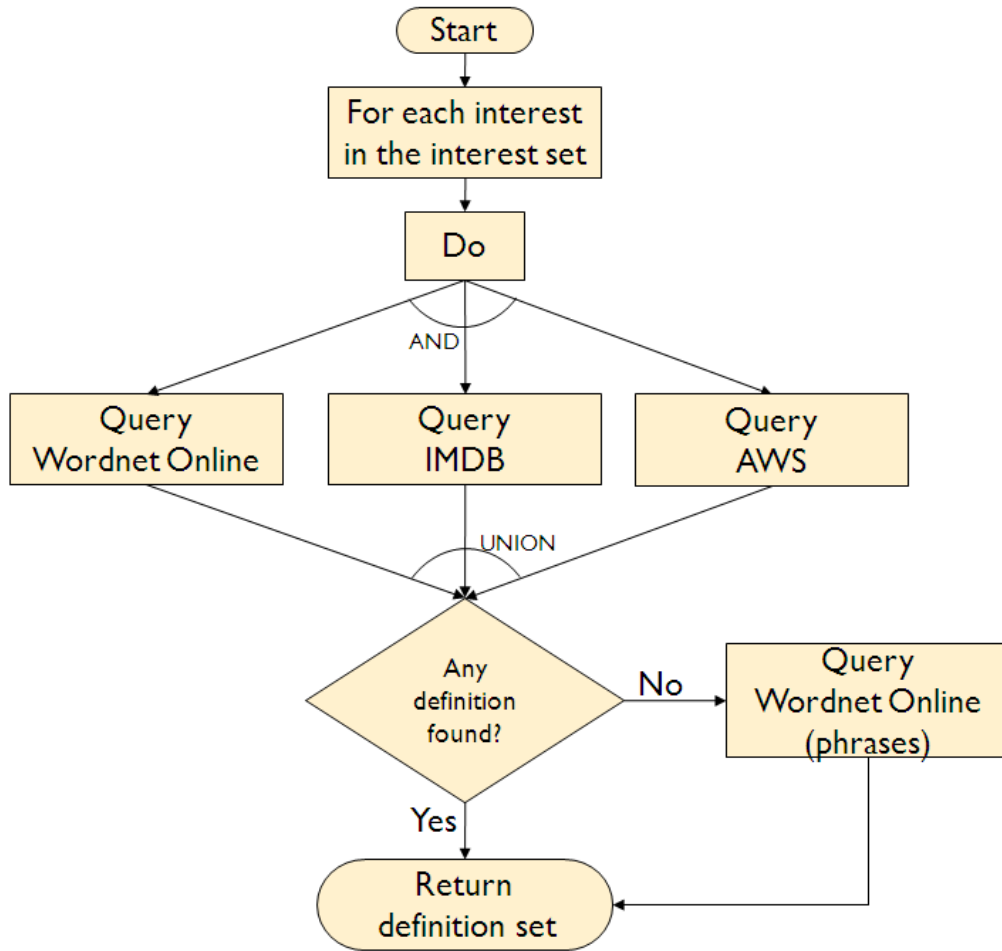 Start
For each interest
in the interest set
Do
AND
Query
Wordnet Online
Query
IMDB
Query
AWS
UNION
Any
definition
found?
No
Query
Wordnet Online
(phrases)
Yes
Return
definition set